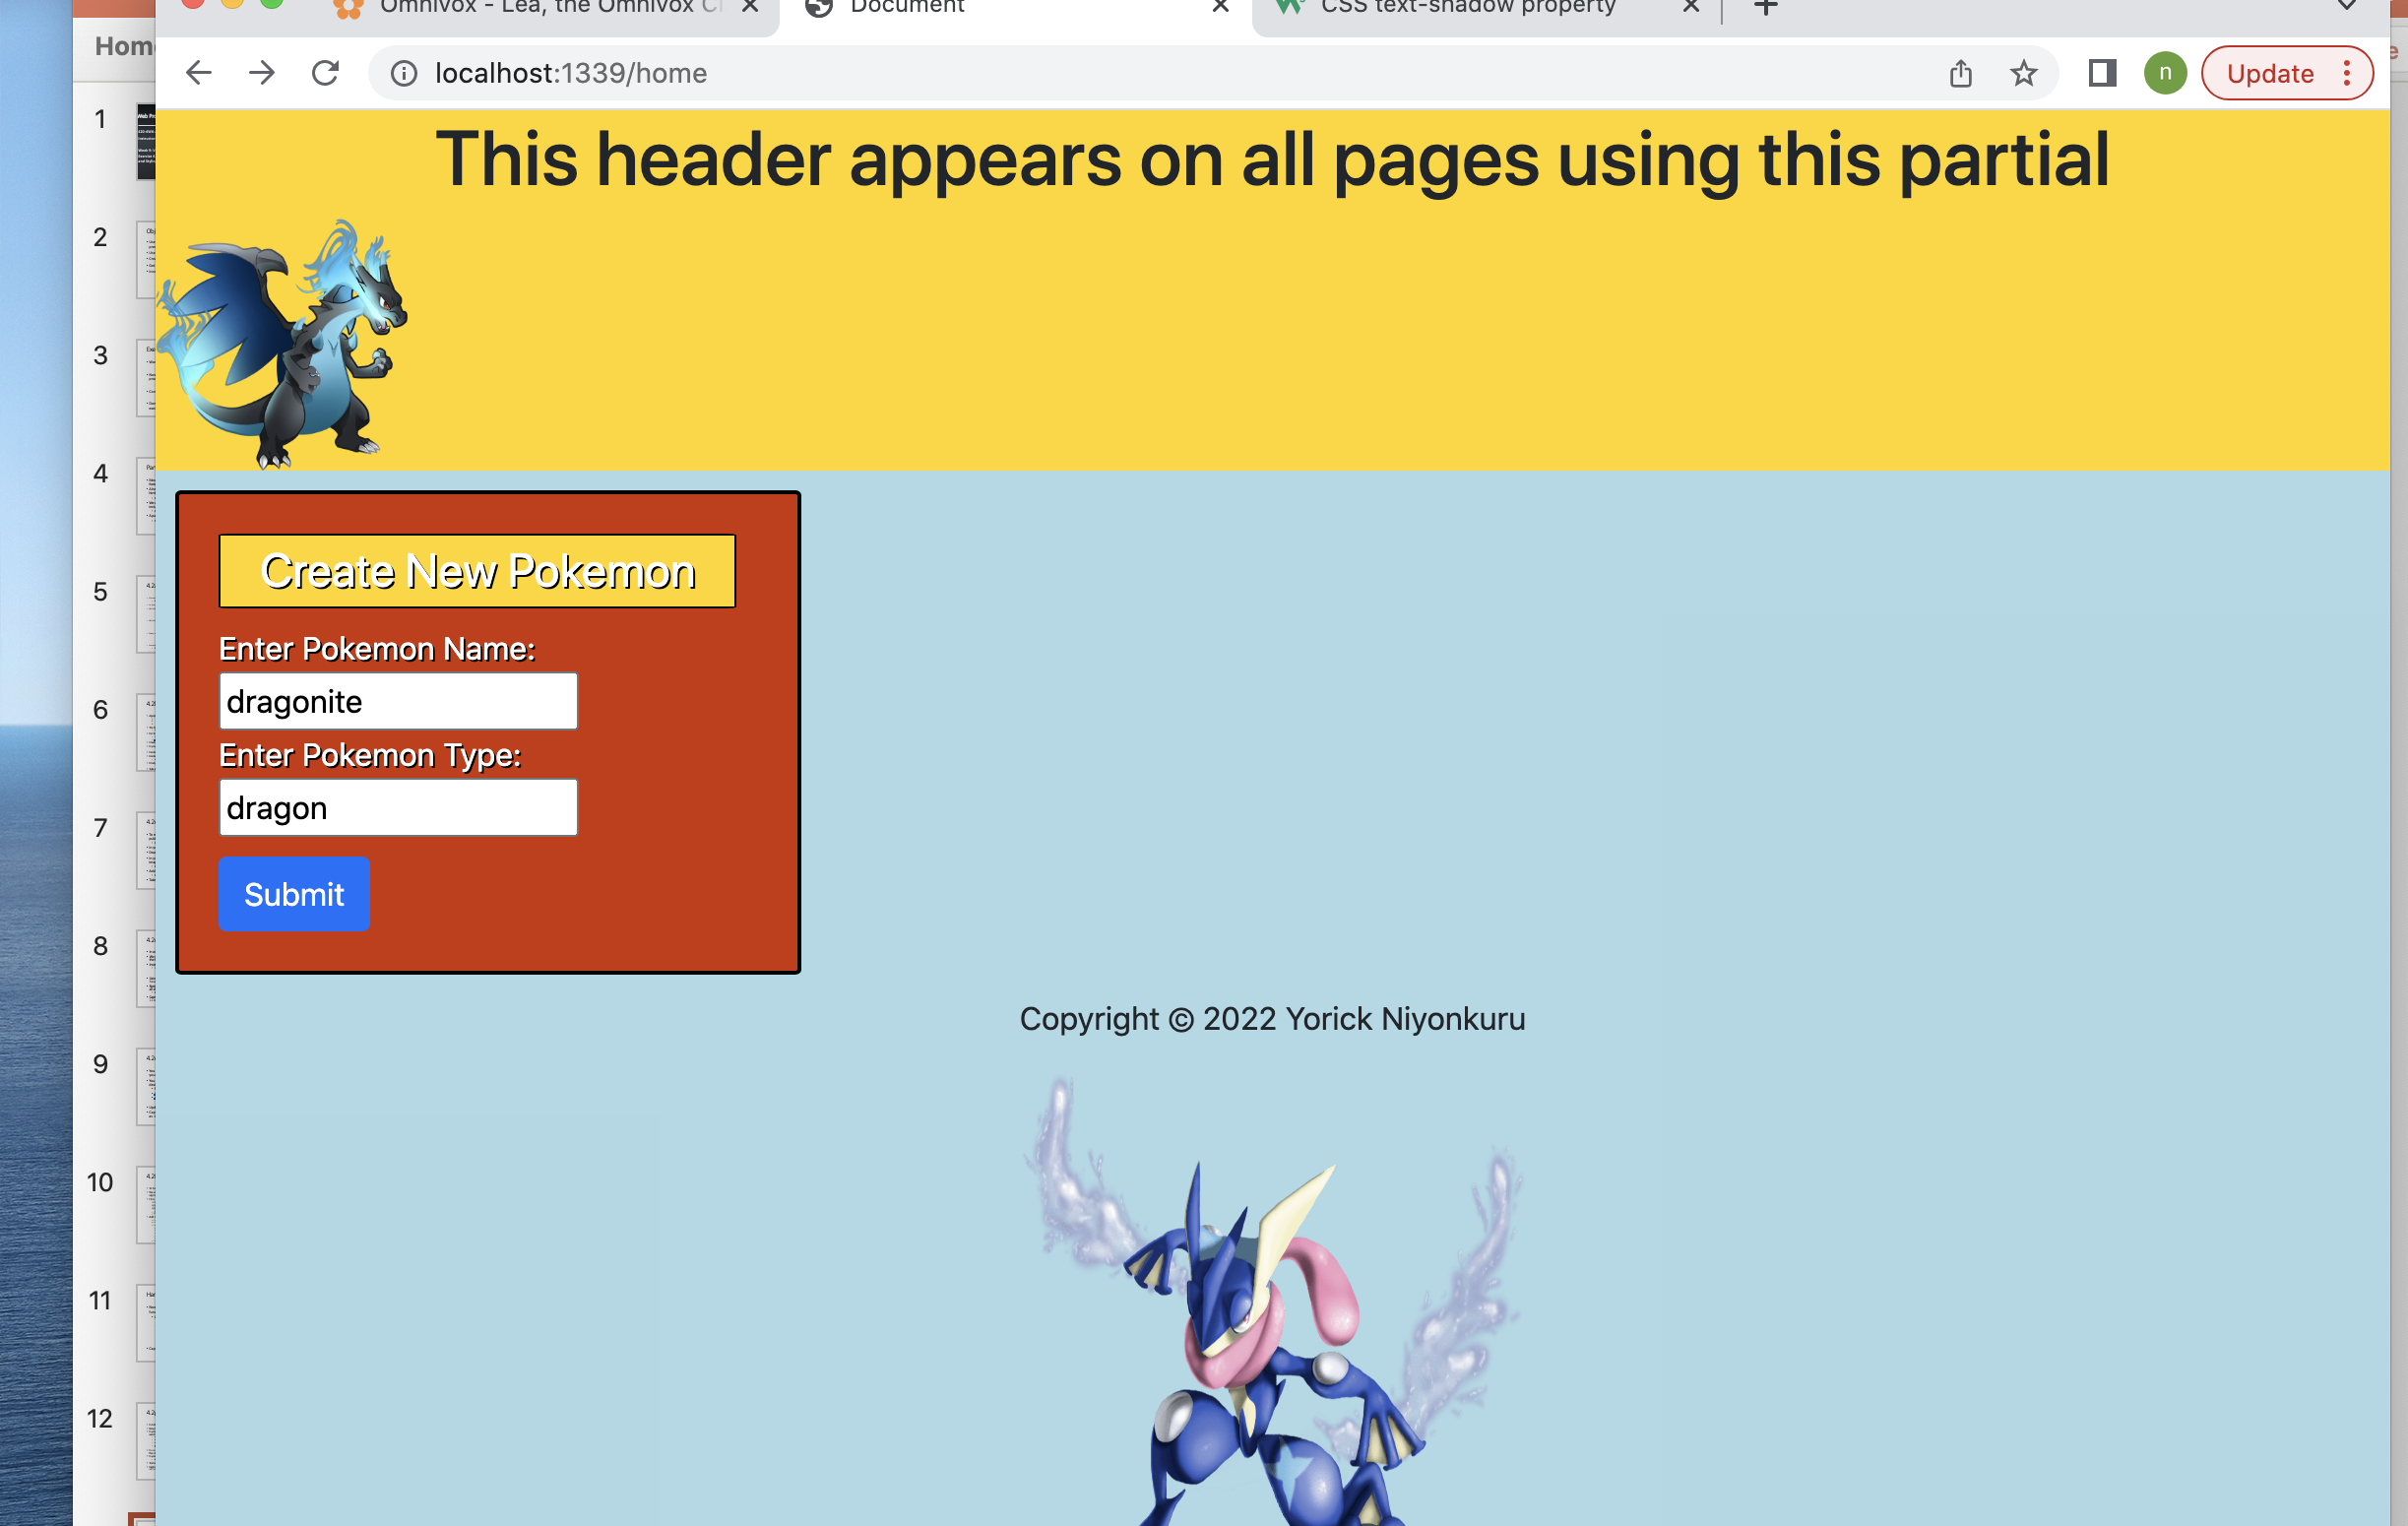 Omnivox - Léa, the Omnivox Cl
Document
CSS text-shadow property
Home
localhost:1339/home
n
Update
This header appears on all pages using this partial
1
2
3
4
5
6
7
8
9
10
11
12
Create New Pokemon
Enter Pokemon Name:
dragonite
Enter Pokemon Type:
dragon
Submit
Copyright © 2022 Yorick Niyonkuru